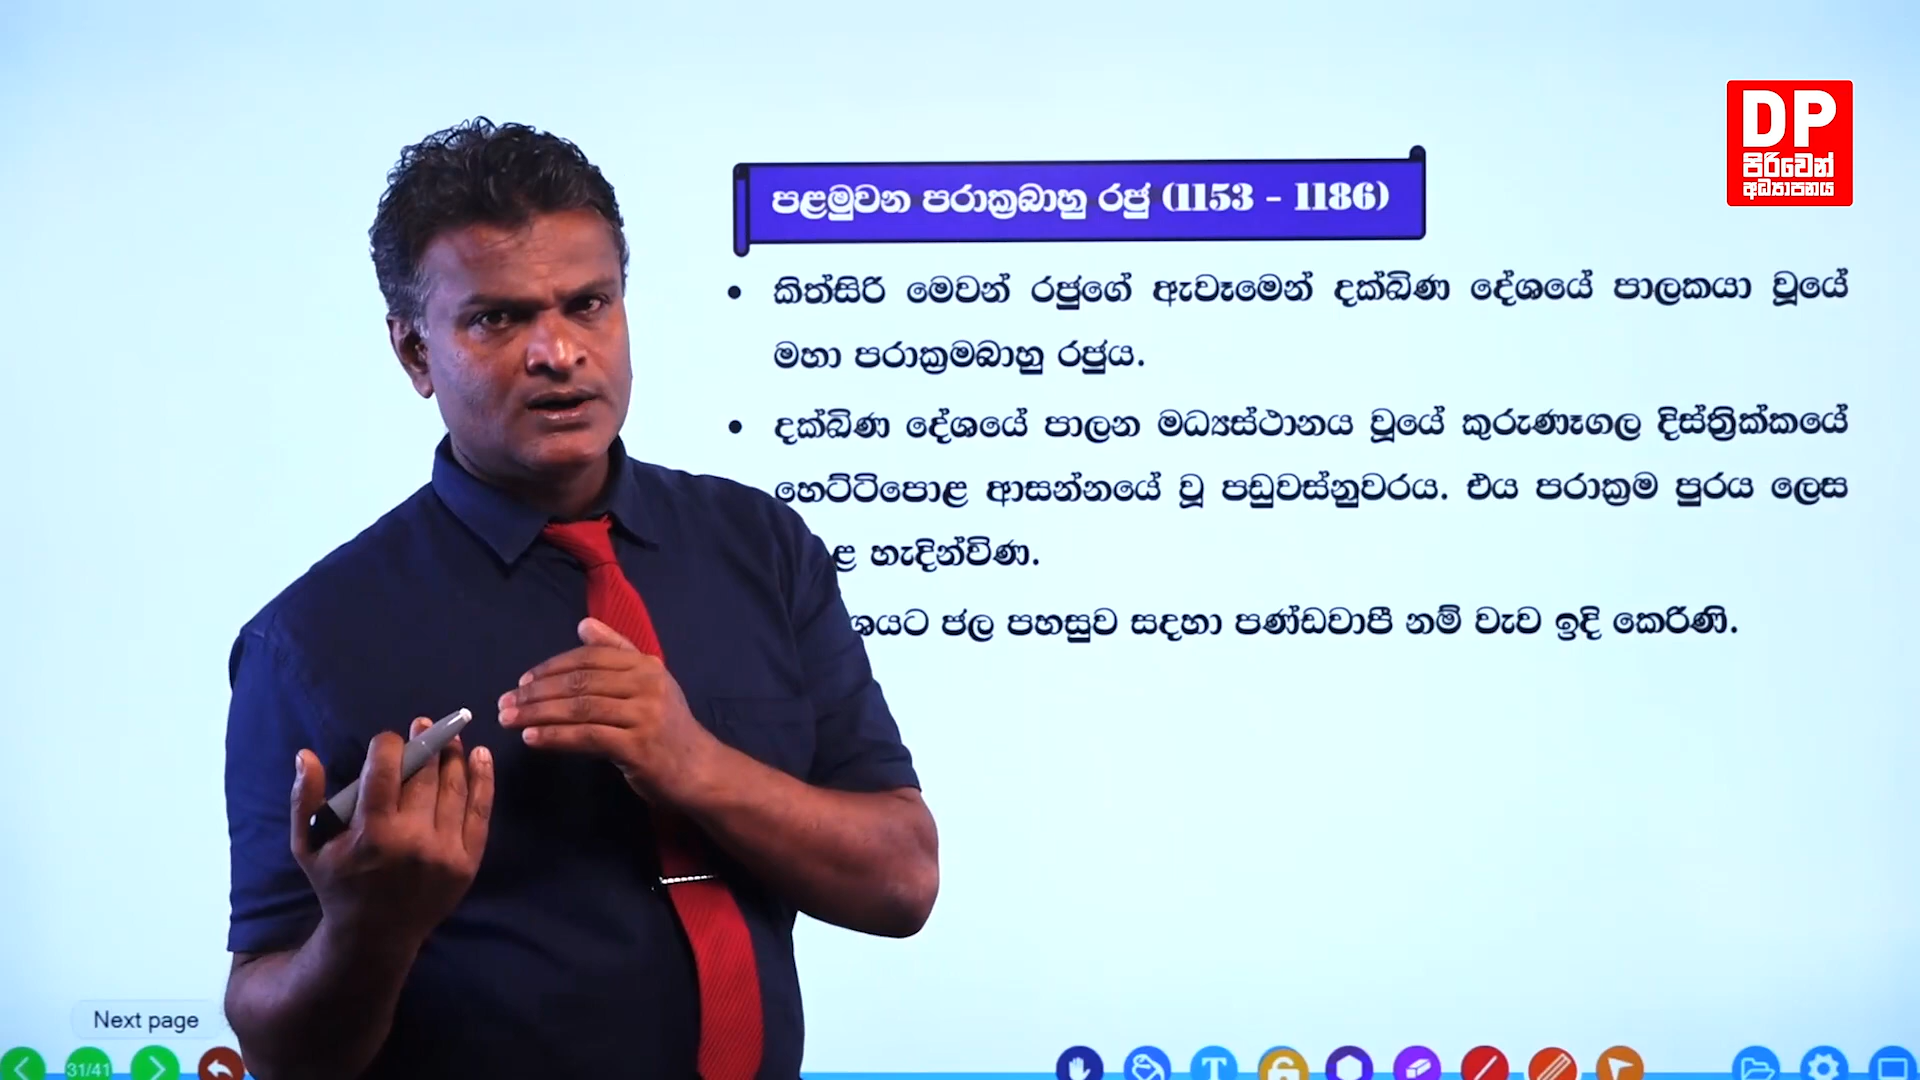 DP
පිරිවෙන්
අධ්‍යාපනය
පළමුවන පරාක්‍රබාහු රජු (1153 - 1186)
• කිත්සිරි මෙවන් රජුගේ ඇවෑමෙන් දක්ඛිණ දේශයේ පාලකයා වූයේ
මහා පරාක්‍රමබාහු රජුය.
• දක්ඛිණ දේශයේ පාලන මධ්‍යස්ථානය වූයේ කුරුණෑගල දිස්ත්‍රික්කයේ
හෙට්ටිපොළ ආසන්නයේ වූ පඬුවස්නුවරය. එය පරාක්‍රම පුරය ලෙස
හැදින්විණ.
ජල පහසුව සදහා පණ්ඩවාපී නම් වැව ඉදි කෙරිණි.
Next page
31/41